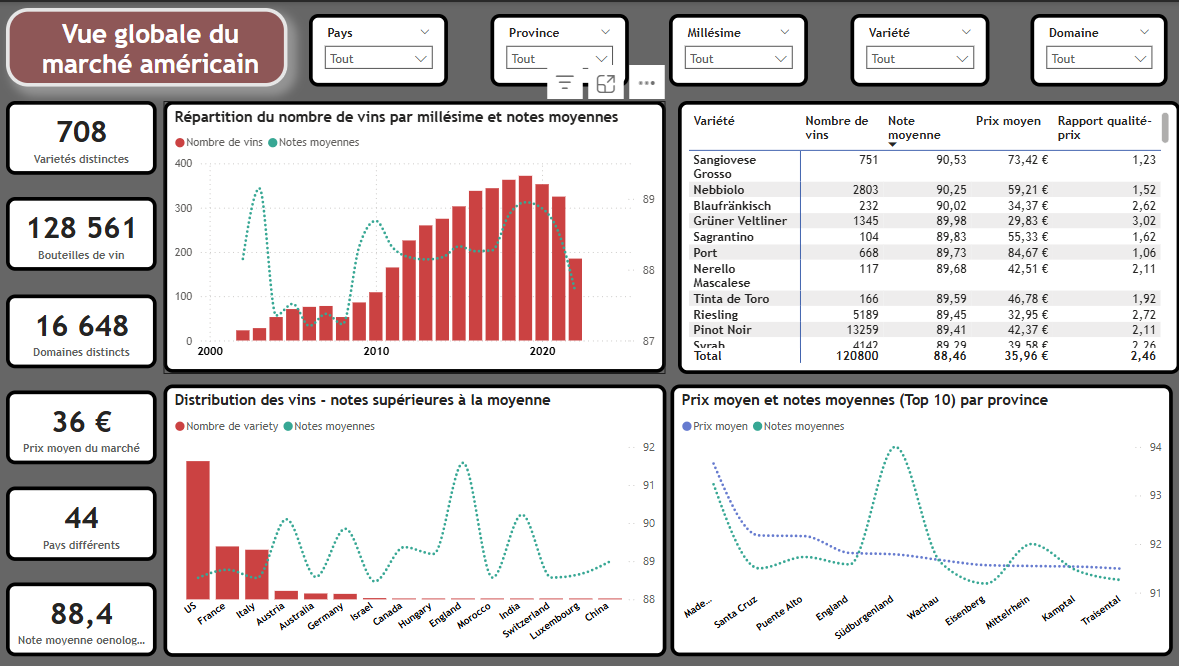 Vue globale du
marché américain
Pays
Tout
Province
Tout
Millésime
Tout
Variété
Tout
Domaine
Tout
708
Varietés distinctes
128 561
Bouteilles de vin
16 648
Domaines distincts
36 €
Prix moyen du marché
44
Pays différents
88,4
Note moyenne oenolog...
Répartition du nombre de vins par millésime et notes moyennes
Nombre de vins Notes moyennes
400
300
200
100
0
89
88
87
2000 2010 2020
Variété Nombre de vins Note moyenne Prix moyen Rapport qualité-prix
Sangiovese Grosso 751 90,53 73,42 € 1,23
Nebbiolo 2803 90,25 59,21 € 1,52
Blaufränkisch 232 90,02 34,37 € 2,62
Grüner Veltliner 1345 89,98 29,83 € 3,02
Sagrantino 104 89,83 55,33 € 1,62
Port 668 89,73 84,67 € 1,06
Nerello Mascalese 117 89,68 42,51 € 2,11
Tinta de Toro 166 89,59 46,78 € 1,92
Riesling 5189 89,45 32,95 € 2,72
Pinot Noir 13259 89,41 42,37 € 2,11
Syrah 4142 89,29 39,58 € 2,26
Total 120800 88,46 35,96 € 2,46
Distribution des vins - notes supérieures à la moyenne
Nombre de variety Notes moyennes
92
91
90
89
88
US
France
Italy
Austria
Australia
Germany
Israel
Canada
Hungary
England
Morocco
India
Switzerland
Luxembourg
China
Prix moyen et notes moyennes (Top 10) par province
Prix moyen Notes moyennes
94
93
92
91
Made...
Santa Cruz
Puente Alto
England
Südburgenland
Wachau
Eisenberg
Mittelrhein
Kamptal
Traisental